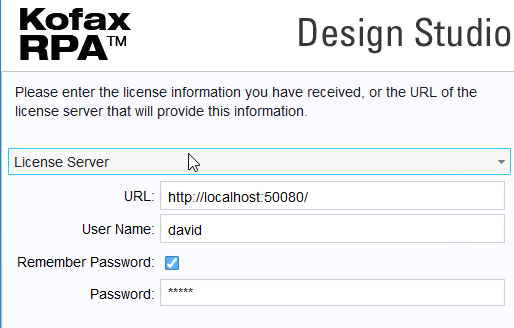 Kofax
RPA™
Design Studio
Please enter the license information you have received, or the URL of the
license server that will provide this information.
License Server
URL: http://localhost:50080/
User Name: david
Remember Password:
Password: *****